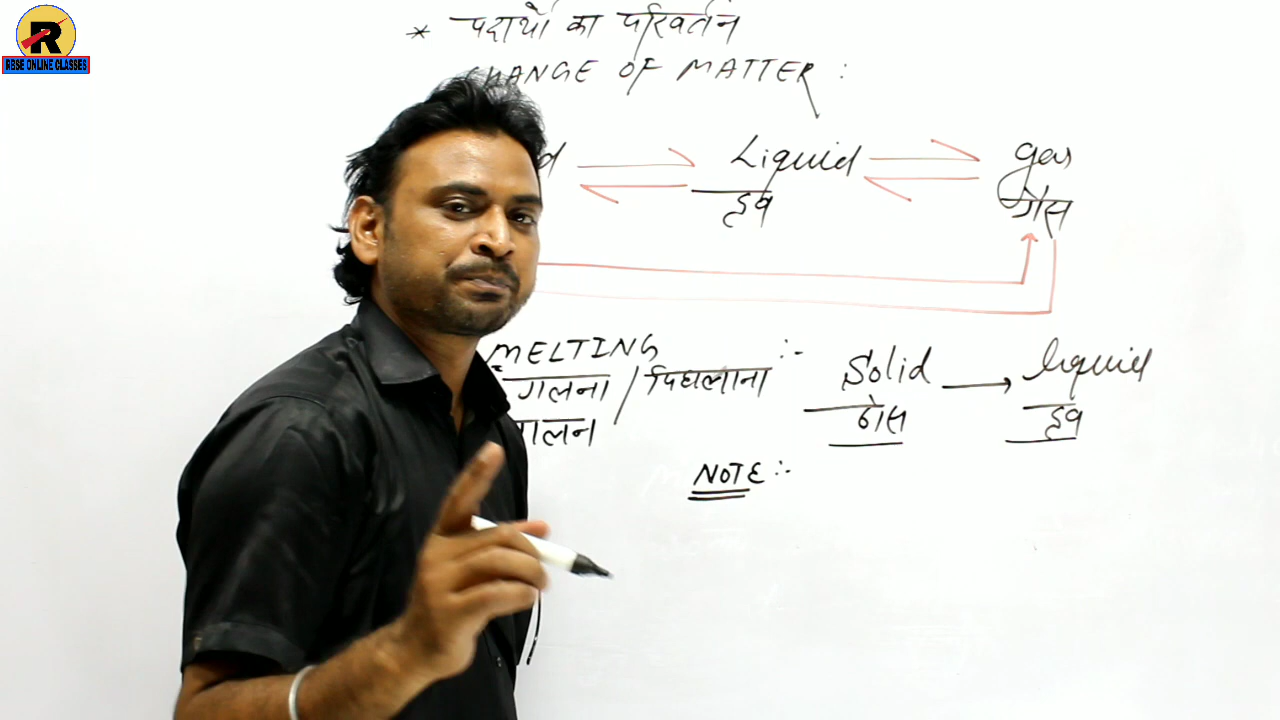 R
RBSE ONLINE CLASSES
* पदार्थो का परिवर्तन
CHANGE OF MATTER :
Liquid gas
द्रव गैस
MELTING :- Solid → liquid
गलना / पिघलाना ठोस द्रव
गालन
NOTE :-